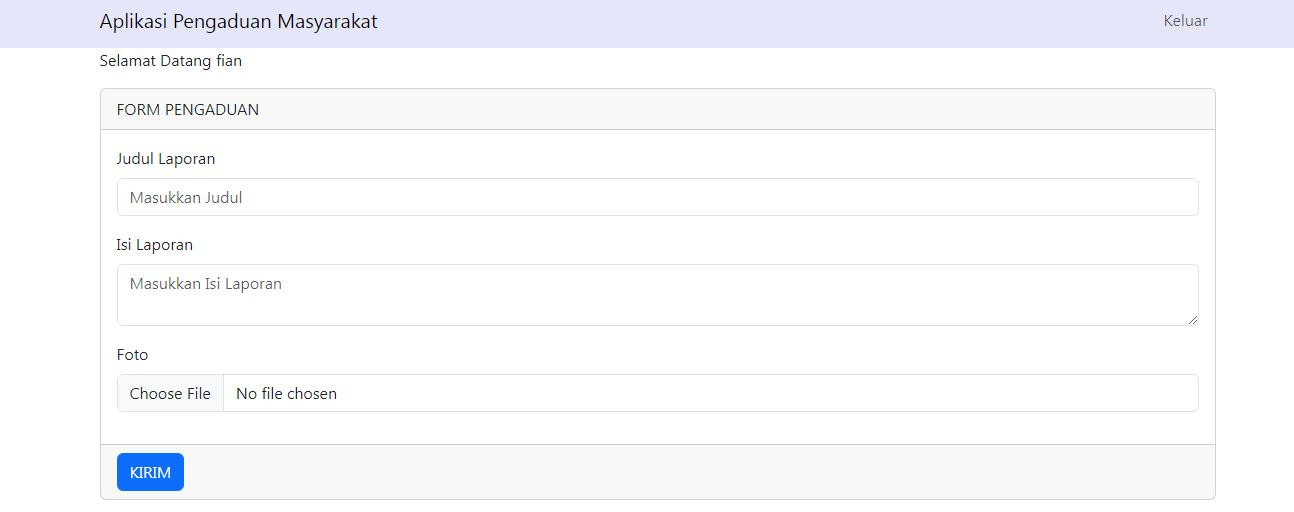 Aplikasi Pengaduan Masyarakat Keluar
Selamat Datang fian
FORM PENGADUAN
Judul Laporan
Masukkan Judul
Isi Laporan
Masukkan Isi Laporan
Foto
Choose File No file chosen
KIRIM